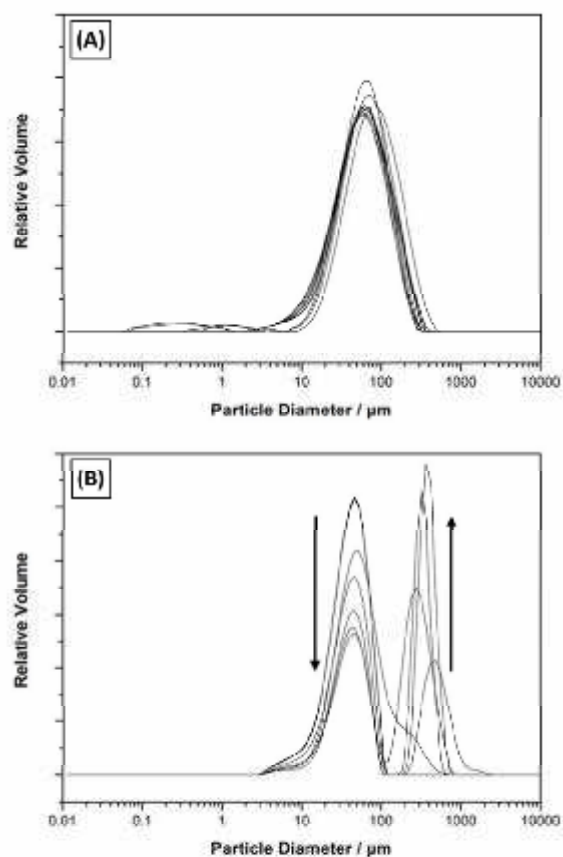 (A)
Relative Volume
0.01 0.1 1 10 100 1000 10000
Particle Diameter / µm
(B)
Relative Volume
0.01 0.1 1 10 100 1000 10000
Particle Diameter / µm